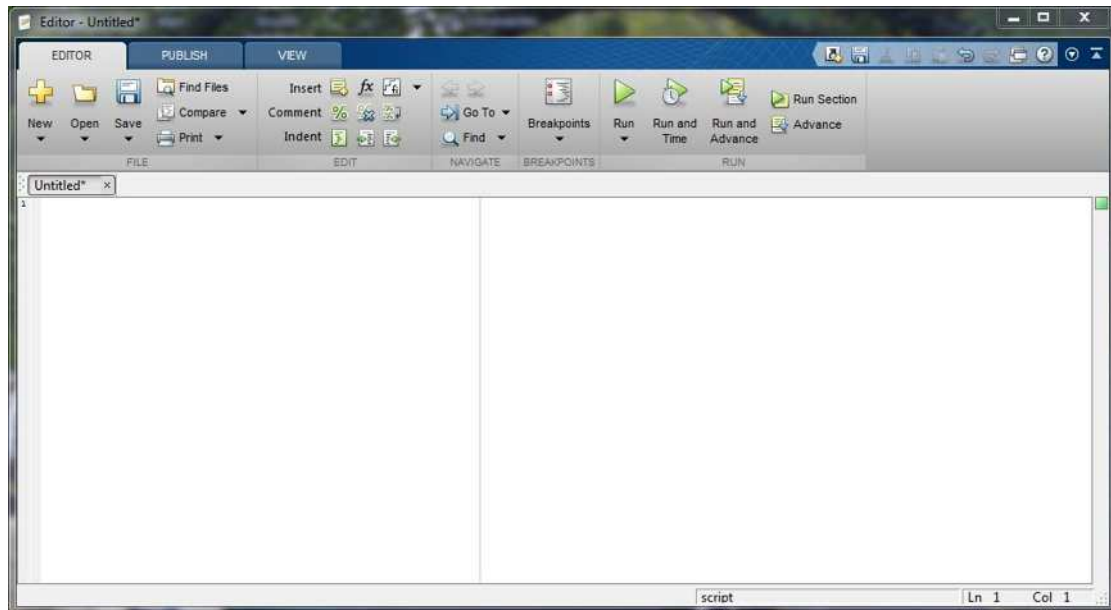 Editor - Untitled*
EDITOR PUBLISH VIEW
New Open Save
Find Files
Compare
Print
FILE
Insert fx
Comment %
Indent
EDIT
Go To
Find
NAVIGATE
Breakpoints
BREAKPOINTS
Run
Run and Time
Run and Advance
Run Section
Advance
RUN
Untitled* ×
1
script Ln 1 Col 1